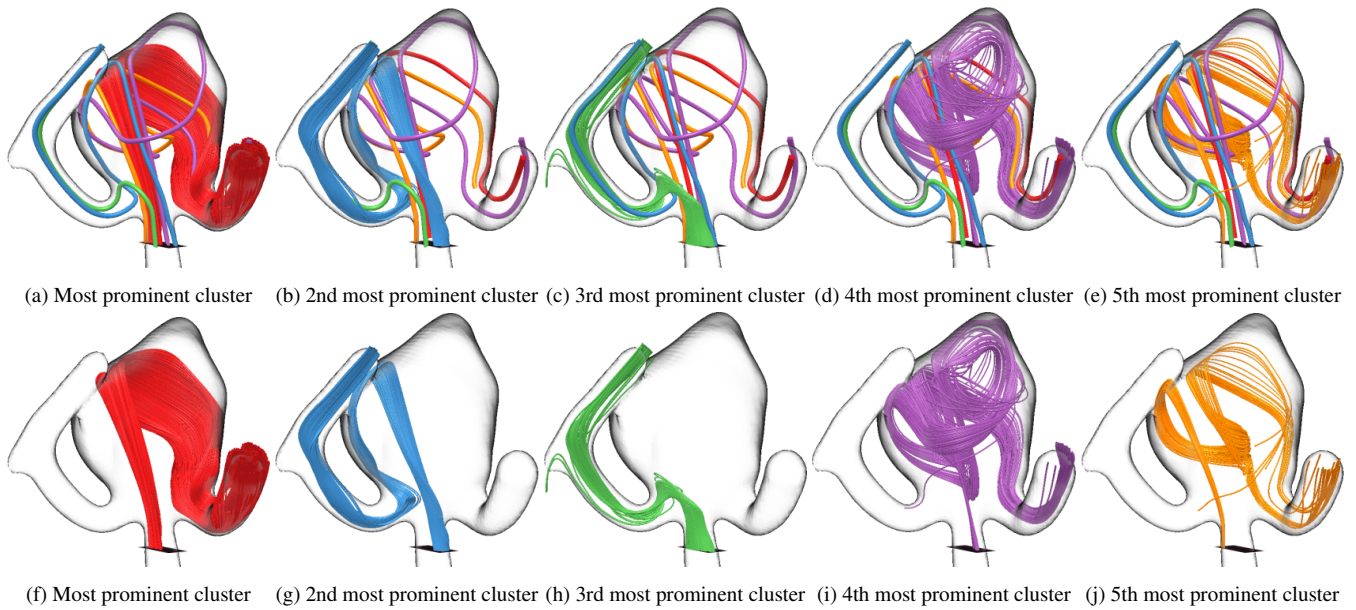 (a) Most prominent cluster (b) 2nd most prominent cluster (c) 3rd most prominent cluster (d) 4th most prominent cluster (e) 5th most prominent cluster
(f) Most prominent cluster (g) 2nd most prominent cluster (h) 3rd most prominent cluster (i) 4th most prominent cluster (j) 5th most prominent cluster